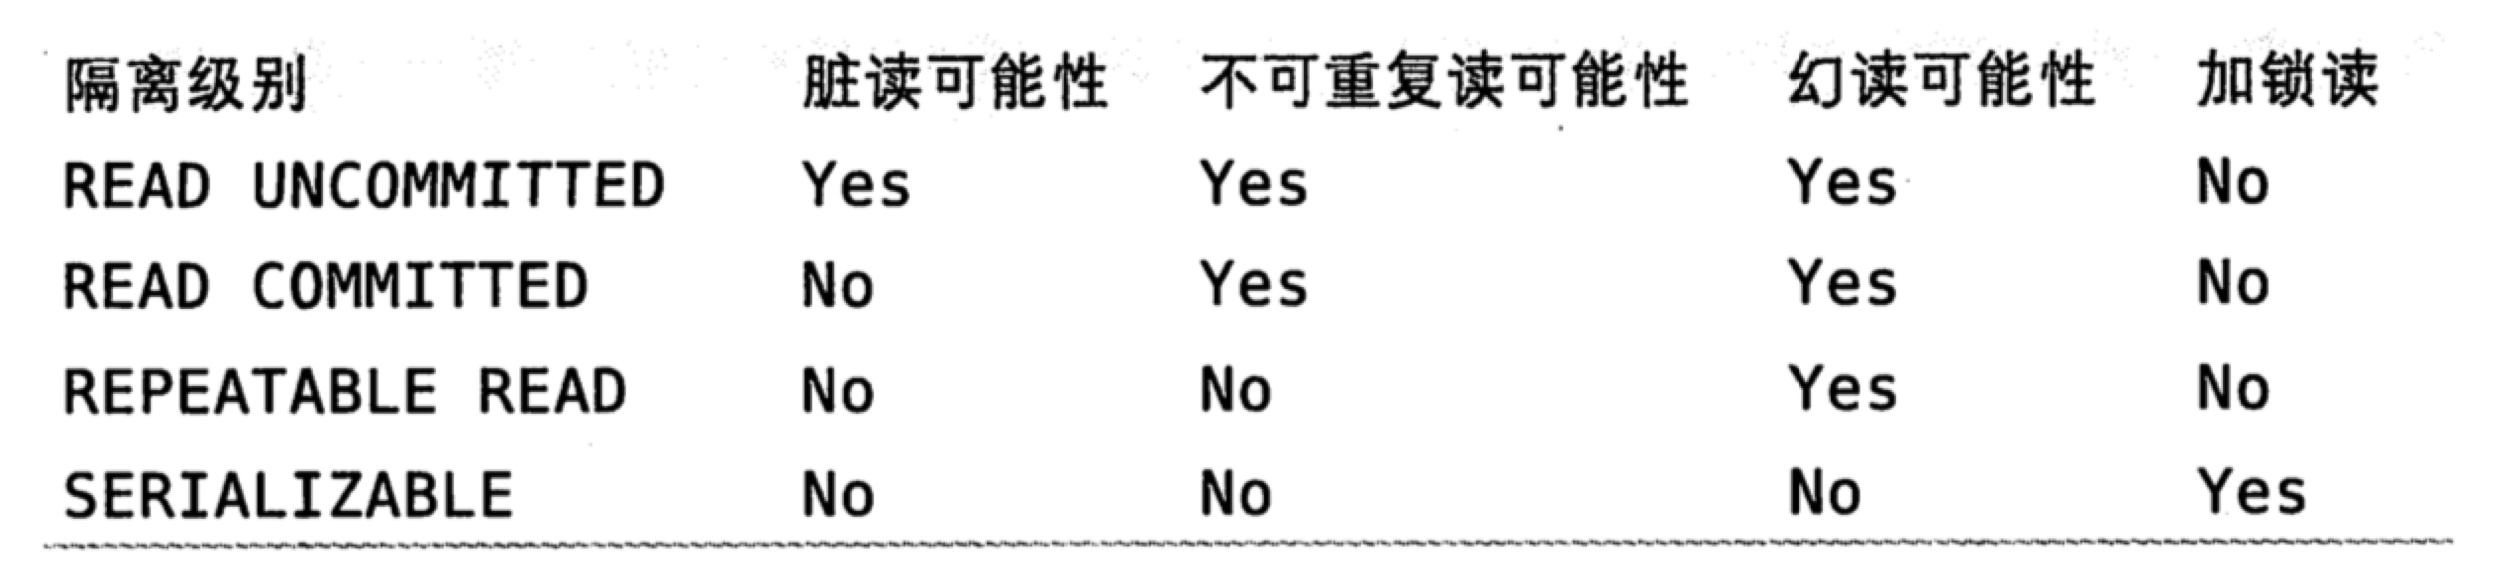 隔离级别 脏读可能性 不可重复读可能性 幻读可能性 加锁读
READ UNCOMMITTED Yes Yes Yes No
READ COMMITTED No Yes Yes No
REPEATABLE READ No No Yes No
SERIALIZABLE No No No Yes